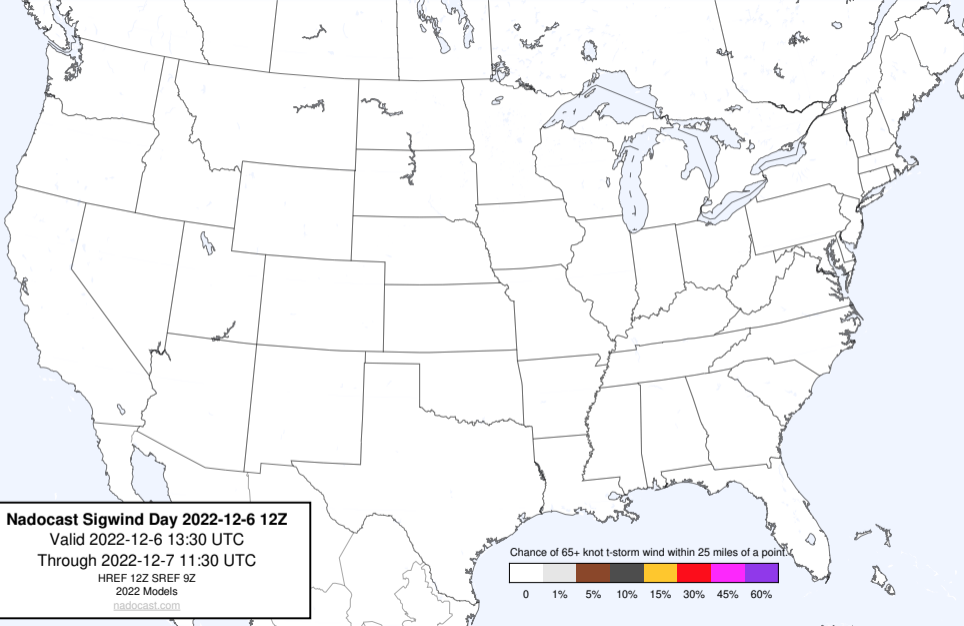 Nadocast Sigwind Day 2022-12-6 12Z
Valid 2022-12-6 13:30 UTC
Through 2022-12-7 11:30 UTC
HREF 12Z SREF 9Z
2022 Models
nadocast.com
Chance of 65+ knot t-storm wind within 25 miles of a point.
0 1% 5% 10% 15% 30% 45% 60%